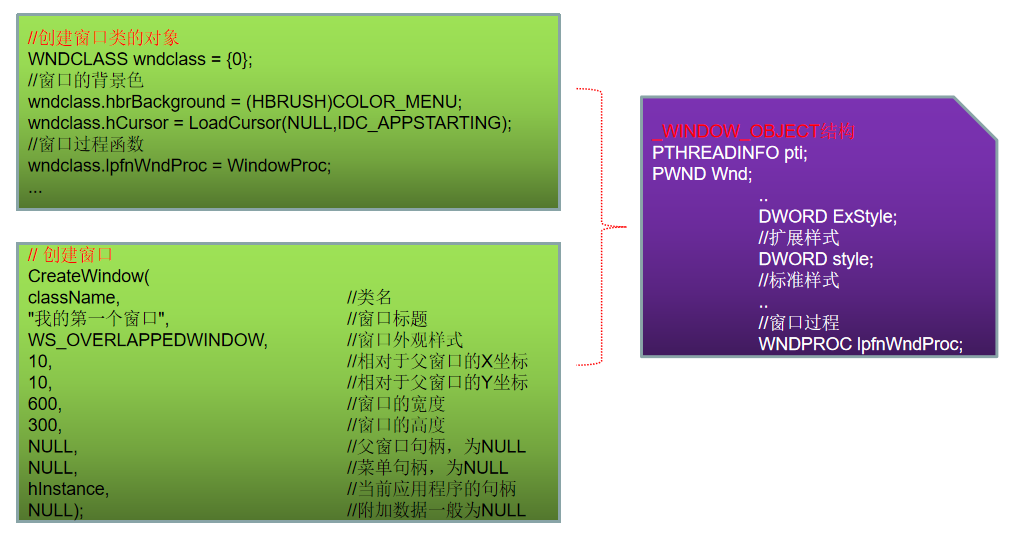 //创建窗口类的对象
WNDCLASS wndclass = {0};
//窗口的背景色
wndclass.hbrBackground = (HBRUSH)COLOR_MENU;
wndclass.hCursor = LoadCursor(NULL,IDC_APPSTARTING);
//窗口过程函数
wndclass.lpfnWndProc = WindowProc;
...
// 创建窗口
CreateWindow(
className, //类名
"我的第一个窗口", //窗口标题
WS_OVERLAPPEDWINDOW, //窗口外观样式
10, //相对于父窗口的X坐标
10, //相对于父窗口的Y坐标
600, //窗口的宽度
300, //窗口的高度
NULL, //父窗口句柄，为NULL
NULL, //菜单句柄，为NULL
hInstance, //当前应用程序的句柄
NULL); //附加数据一般为NULL
_WINDOW_OBJECT结构
PTHREADINFO pti;
PWND Wnd;
..
DWORD ExStyle;
//扩展样式
DWORD style;
//标准样式
..
//窗口过程
WNDPROC lpfnWndProc;